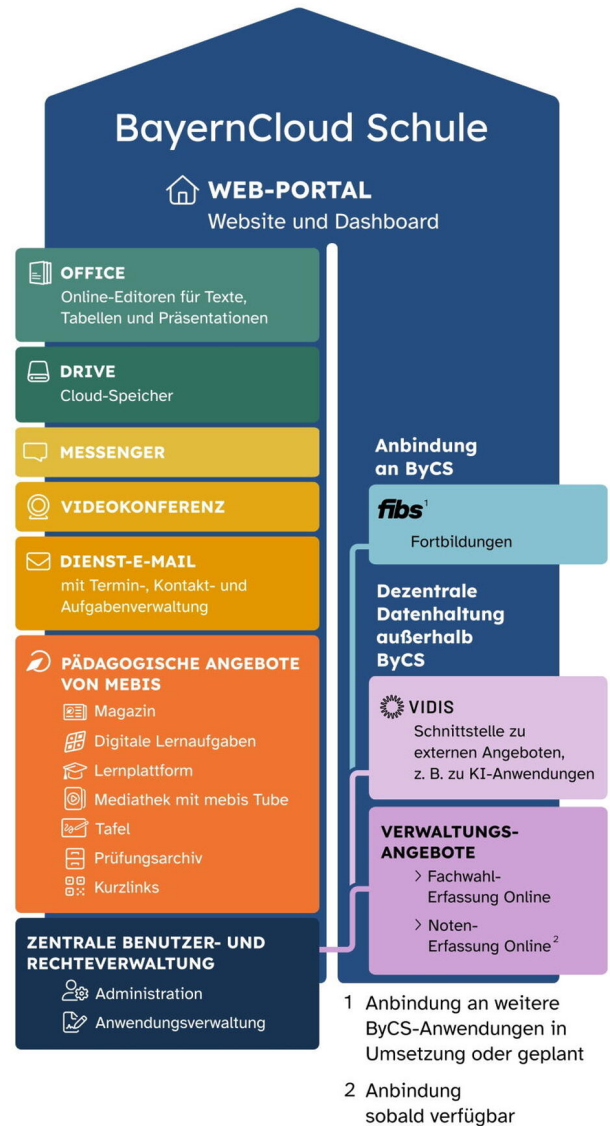 BayernCloud Schule
WEB-PORTAL
Website und Dashboard
OFFICE
Online-Editoren für Texte,
Tabellen und Präsentationen
DRIVE
Cloud-Speicher
MESSENGER
VIDEOKONFERENZ
DIENST-E-MAIL
mit Termin-, Kontakt- und
Aufgabenverwaltung
PÄDAGOGISCHE ANGEBOTE
VON MEBIS
Magazin
Digitale Lernaufgaben
Lernplattform
Mediathek mit mebis Tube
Tafel
Prüfungsarchiv
Kurzlinks
ZENTRALE BENUTZER- UND
RECHTEVERWALTUNG
Administration
Anwendungsverwaltung
Anbindung
an ByCS
fibs¹
Fortbildungen
Dezentrale
Datenhaltung
außerhalb
ByCS
VIDIS
Schnittstelle zu
externen Angeboten,
z. B. zu KI-Anwendungen
VERWALTUNGS-
ANGEBOTE
> Fachwahl-
Erfassung Online
> Noten-
Erfassung Online²
1 Anbindung an weitere
ByCS-Anwendungen in
Umsetzung oder geplant
2 Anbindung
sobald verfügbar